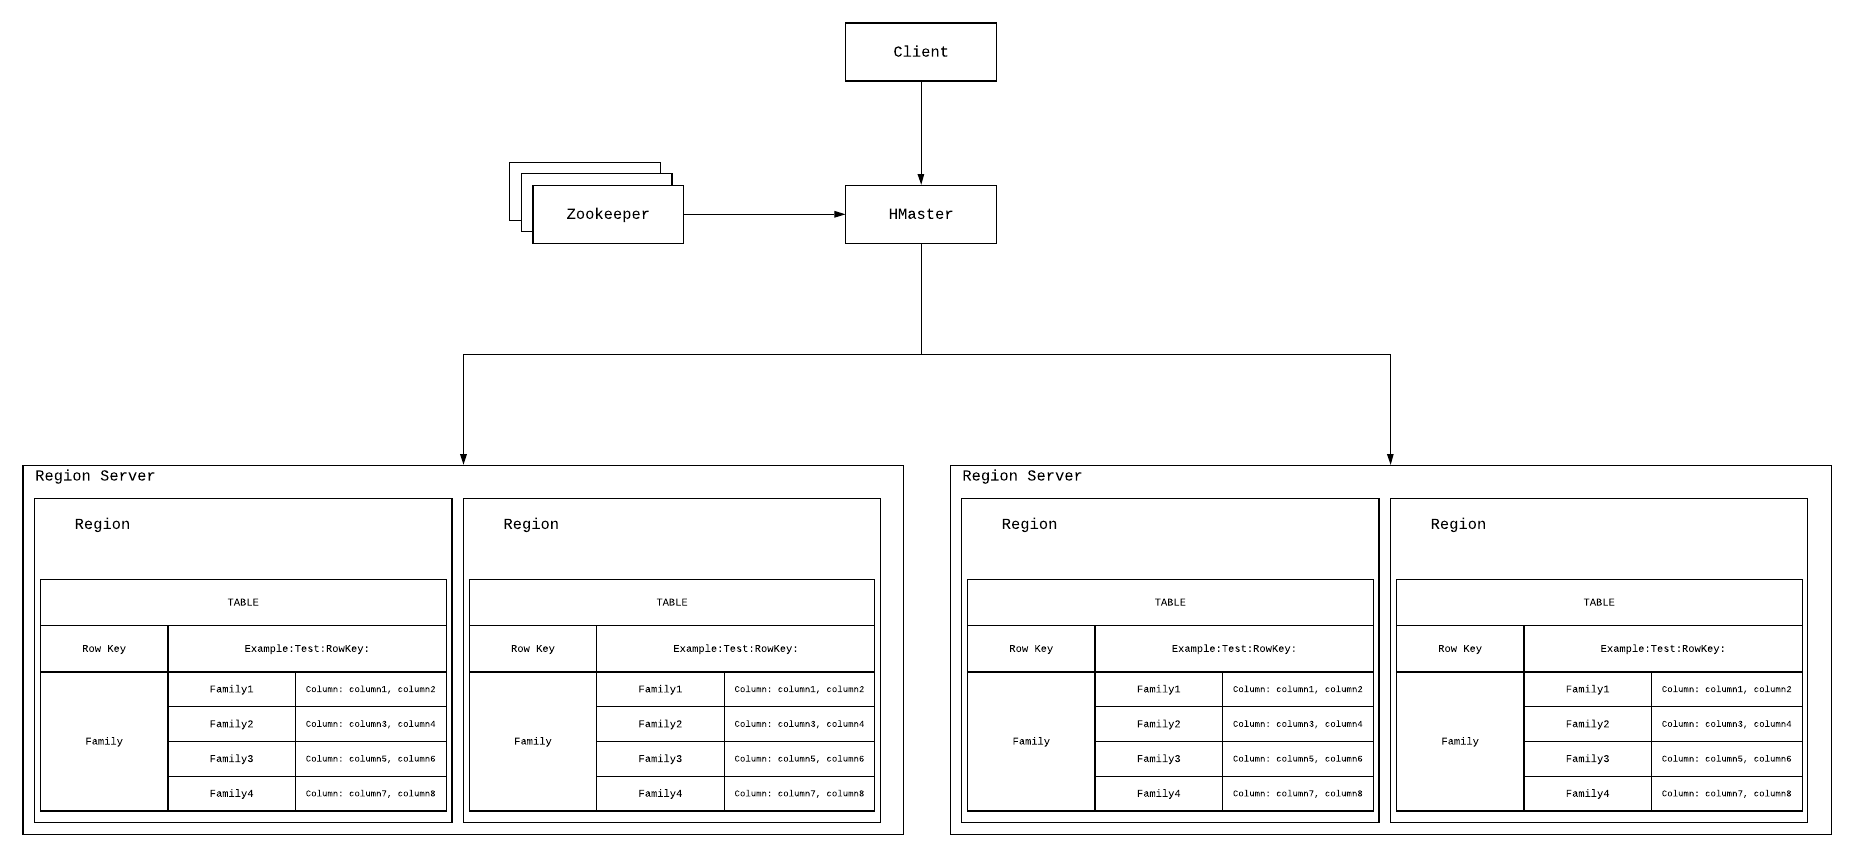 Client
Zookeeper
HMaster
Region Server
Region
TABLE
Row Key
Example:Test:RowKey:
Family
Family1
Column: column1, column2
Family2
Column: column3, column4
Family3
Column: column5, column6
Family4
Column: column7, column8
Region
TABLE
Row Key
Example:Test:RowKey:
Family
Family1
Column: column1, column2
Family2
Column: column3, column4
Family3
Column: column5, column6
Family4
Column: column7, column8
Region Server
Region
TABLE
Row Key
Example:Test:RowKey:
Family
Family1
Column: column1, column2
Family2
Column: column3, column4
Family3
Column: column5, column6
Family4
Column: column7, column8
Region
TABLE
Row Key
Example:Test:RowKey:
Family
Family1
Column: column1, column2
Family2
Column: column3, column4
Family3
Column: column5, column6
Family4
Column: column7, column8